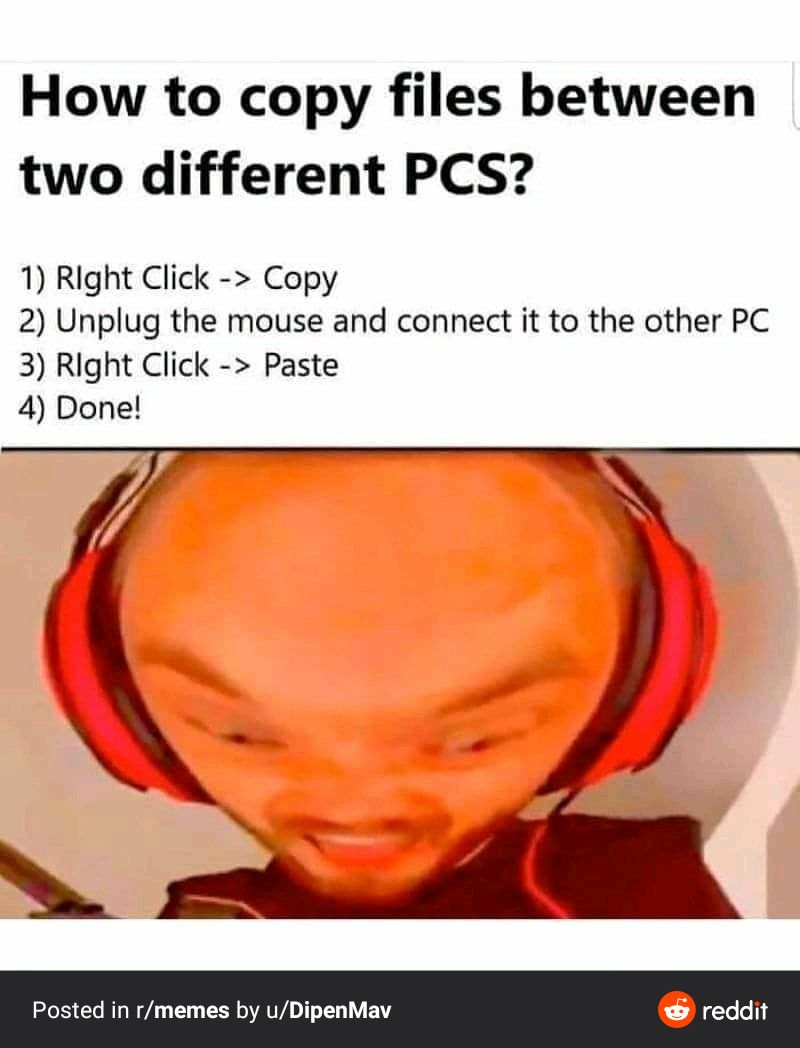 How to copy files between
two different PCS?
1) RIght Click -> Copy
2) Unplug the mouse and connect it to the other PC
3) RIght Click -> Paste
4) Done!
Posted in r/memes by u/DipenMav
reddit